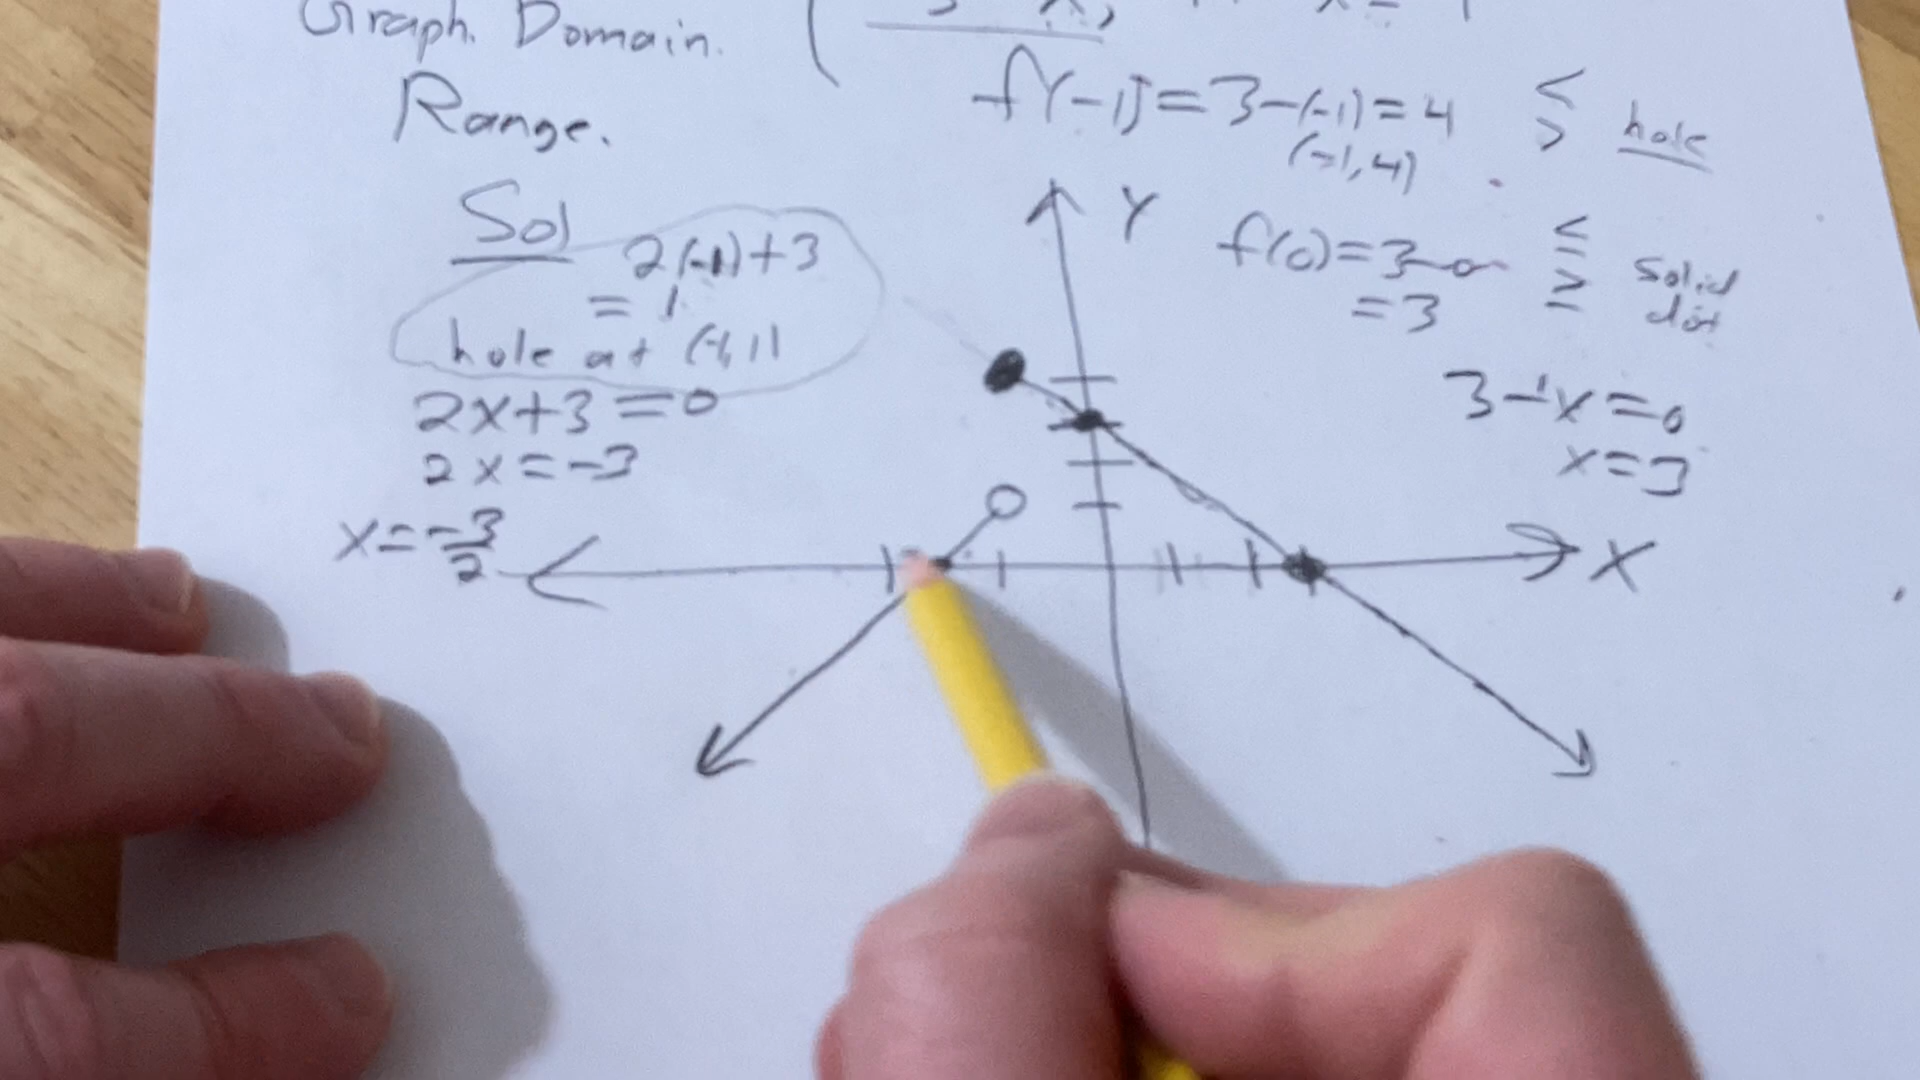 Graph. Domain.
Range.
f(-1) = 3-(-1) = 4
(-1,4)
<
>
hole
Sol
2(-1)+3
= 1
hole at (-1,1)
2x+3=0
2x=-3
x=-3/2
Y
f(0)=3-0
=3
≤
≥
solid
dot
3-1x=0
x=3
X